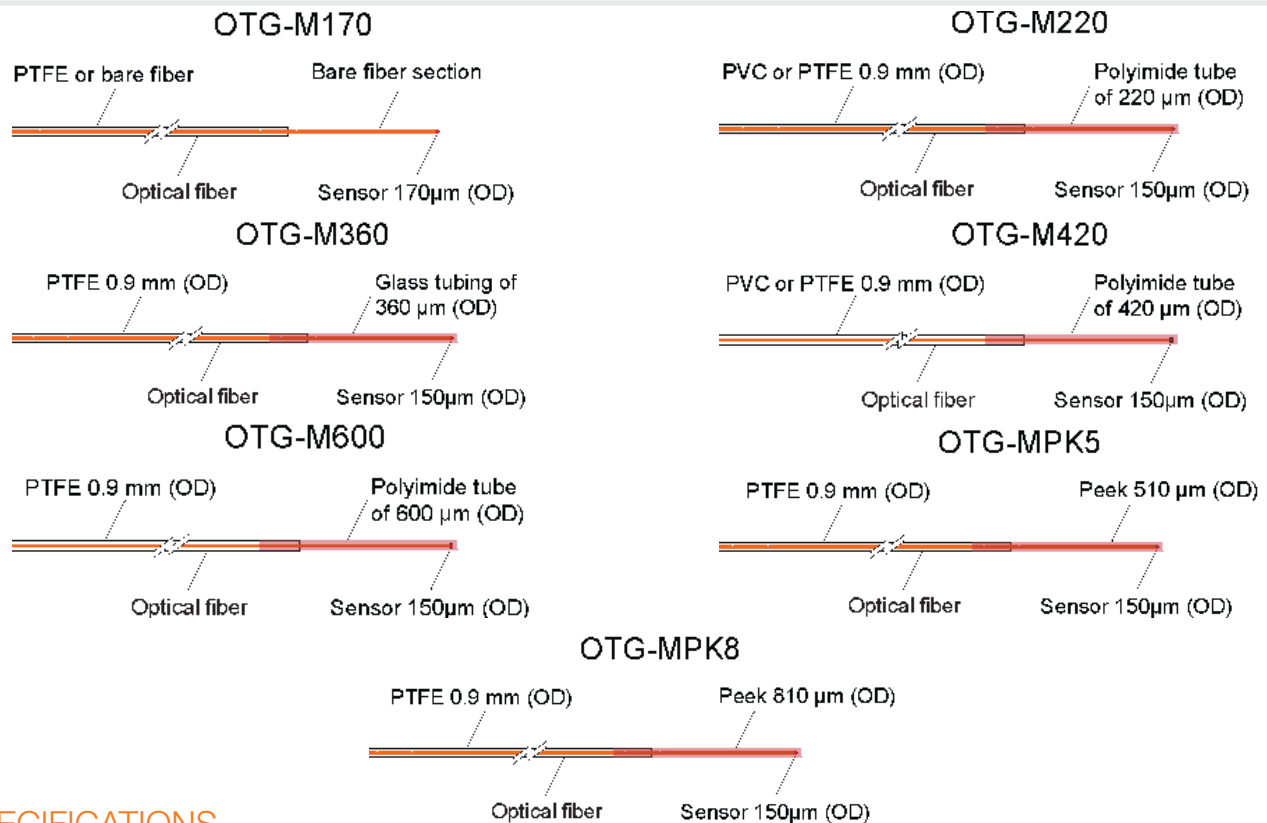 OTG-M170
PTFE or bare fiber
Bare fiber section
Optical fiber
Sensor 170µm (OD)
OTG-M220
PVC or PTFE 0.9 mm (OD)
Polyimide tube
of 220 µm (OD)
Optical fiber
Sensor 150µm (OD)
OTG-M360
PTFE 0.9 mm (OD)
Glass tubing of
360 µm (OD)
Optical fiber
Sensor 150µm (OD)
OTG-M420
PVC or PTFE 0.9 mm (OD)
Polyimide tube
of 420 µm (OD)
Optical fiber
Sensor 150µm (OD)
OTG-M600
PTFE 0.9 mm (OD)
Polyimide tube
of 600 µm (OD)
Optical fiber
Sensor 150µm (OD)
OTG-MPK5
PTFE 0.9 mm (OD)
Peek 510 µm (OD)
Optical fiber
Sensor 150µm (OD)
OTG-MPK8
PTFE 0.9 mm (OD)
Peek 810 µm (OD)
Optical fiber
Sensor 150µm (OD)